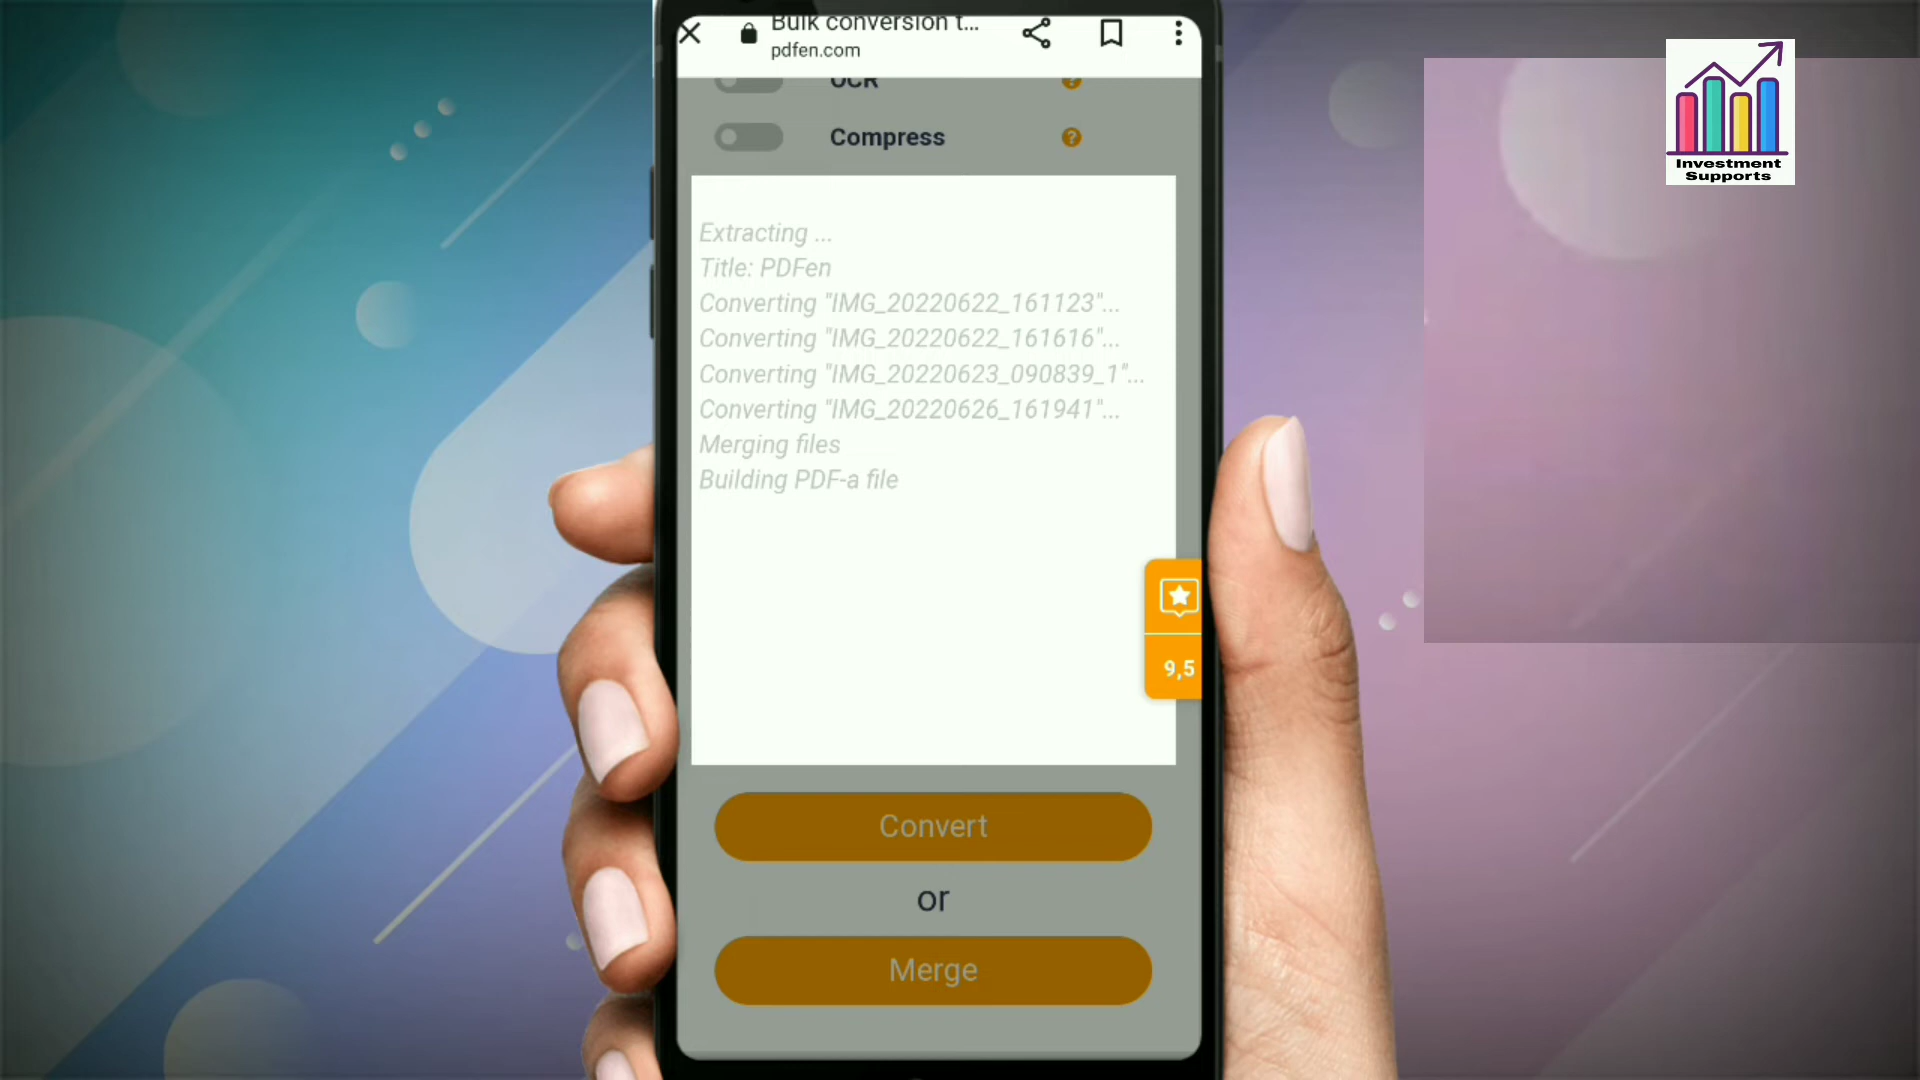 Bulk conversion t...
pdfen.com
OCR
Compress
Extracting ...
Title: PDFen
Converting "IMG_20220622_161123"...
Converting "IMG_20220622_161616"...
Converting "IMG_20220623_090839_1"...
Converting "IMG_20220626_161941"...
Merging files
Building PDF-a file
9,5
Convert
or
Merge
Investment
Supports